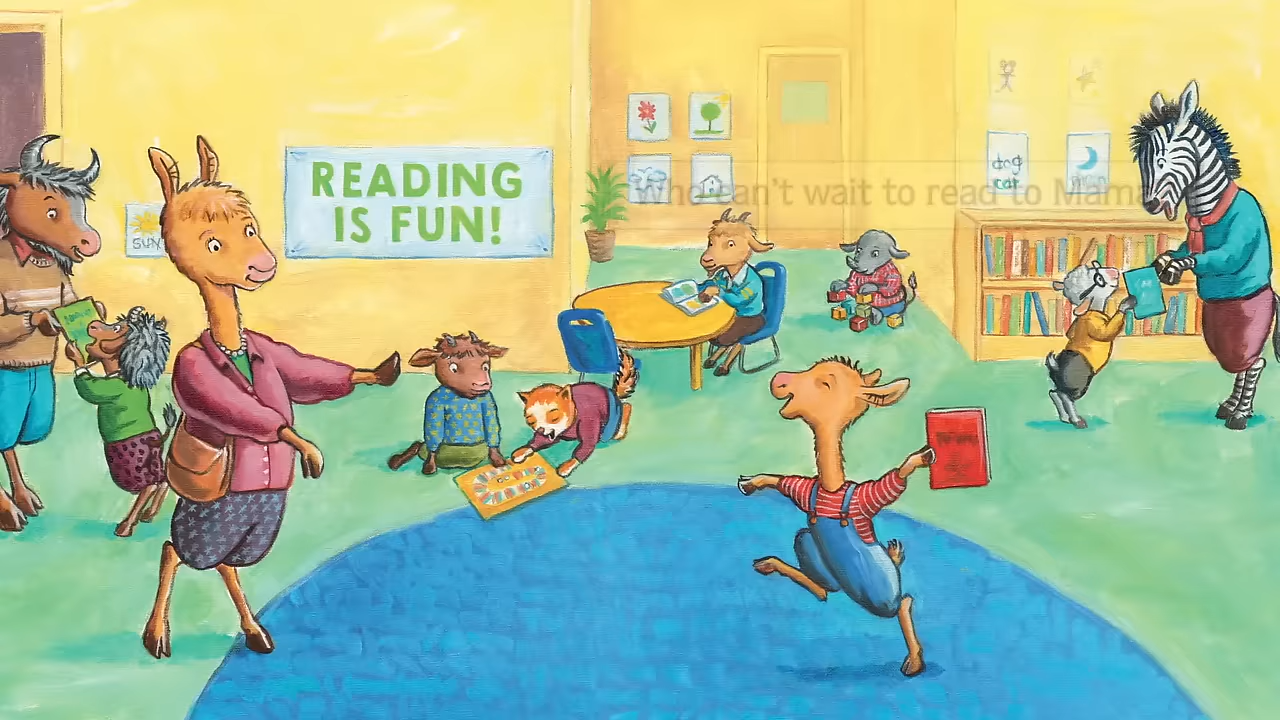 READING
IS FUN!
Who can't wait to read to Mama
dog
cat
SUN